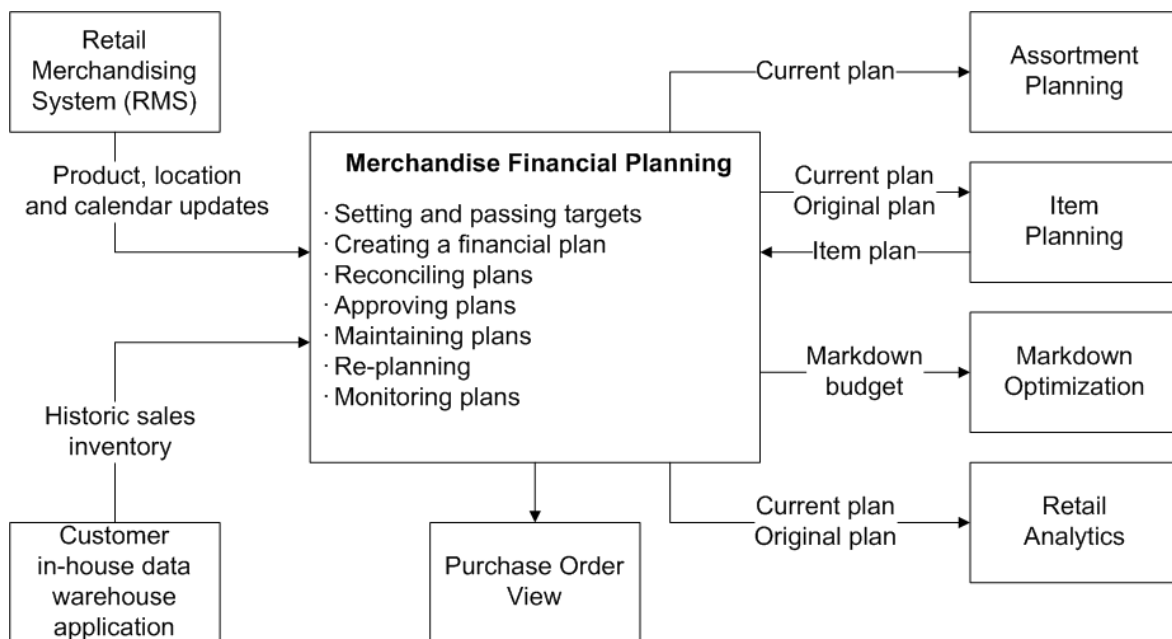 Retail
Merchandising
System (RMS)
Product, location
and calendar updates
Historic sales
inventory
Customer
in-house data
warehouse
application
Merchandise Financial Planning
· Setting and passing targets
· Creating a financial plan
· Reconciling plans
· Approving plans
· Maintaining plans
· Re-planning
· Monitoring plans
Purchase Order
View
Current plan
Assortment
Planning
Current plan
Original plan
Item plan
Item
Planning
Markdown
budget
Markdown
Optimization
Current plan
Original plan
Retail
Analytics